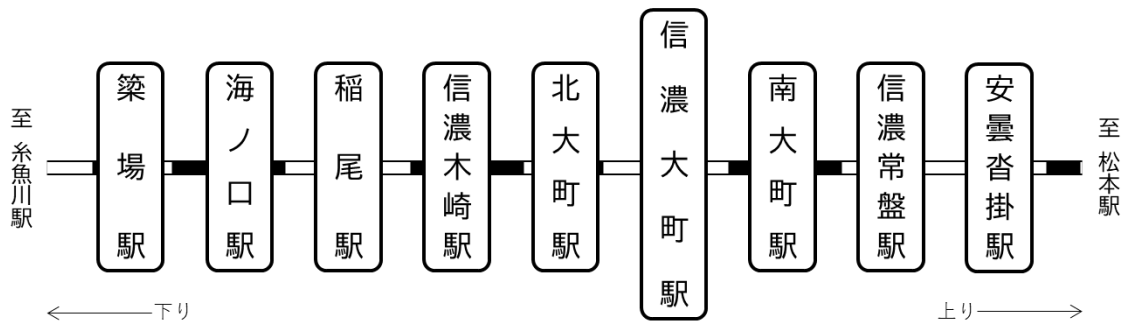 至 糸魚川駅
簗場駅
海ノ口駅
稲尾駅
信濃木崎駅
北大町駅
信濃大町駅
南大町駅
信濃常盤駅
安曇沓掛駅
至 松本駅
下り
上り